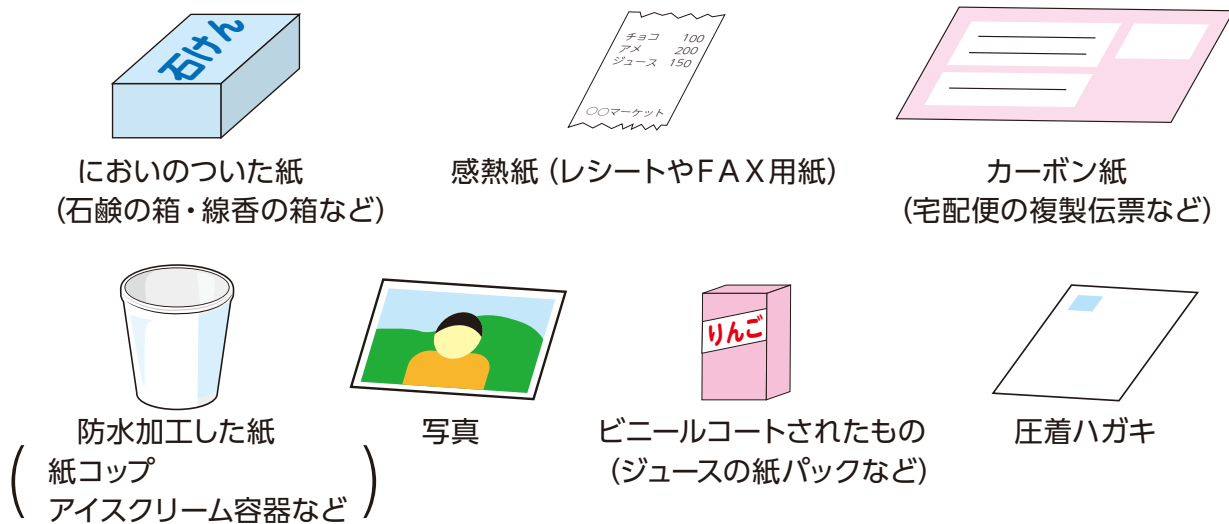 石けん
チョコ 100
アメ 200
ジュース 150
○○マーケット
においのついた紙
(石鹸の箱・線香の箱など)
感熱紙(レシートやFAX用紙)
カーボン紙
(宅配便の複製伝票など)
防水加工した紙
(紙コップ
アイスクリーム容器など)
写真
りんご
ビニールコートされたもの
(ジュースの紙パックなど)
圧着ハガキ